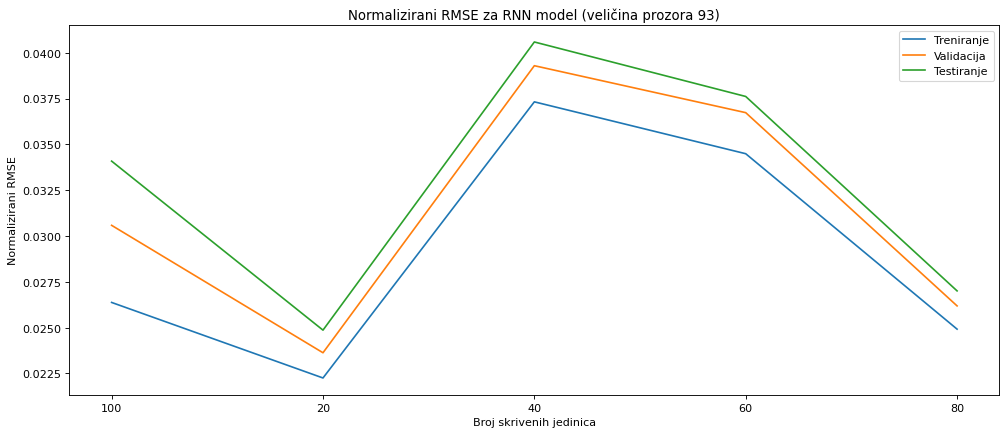 Normalizirani RMSE za RNN model (veličina prozora 93)
Treniranje
Validacija
Testiranje
Normalizirani RMSE
0.0400
0.0375
0.0350
0.0325
0.0300
0.0275
0.0250
0.0225
100 20 40 60 80
Broj skrivenih jedinica